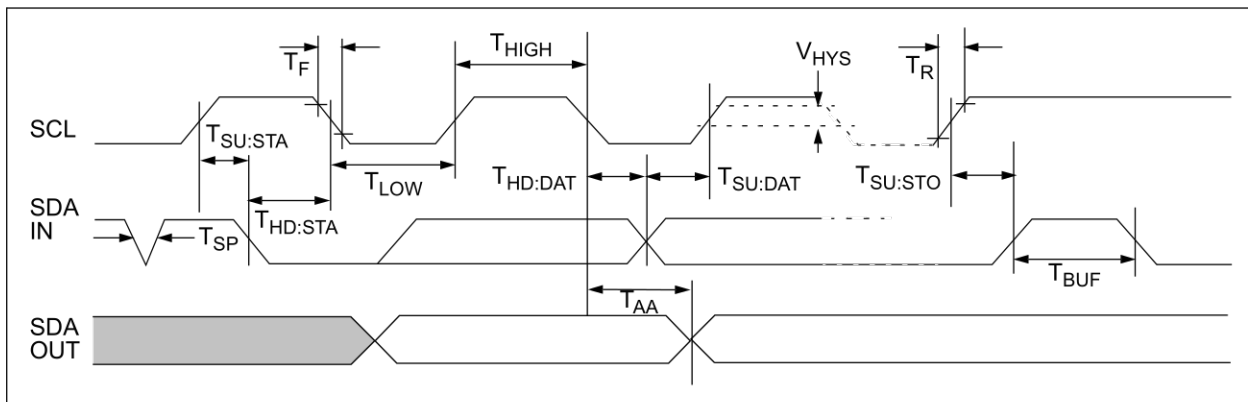 T_F
T_HIGH
V_HYS
T_R
SCL
T_SU:STA
T_LOW
T_HD:DAT
T_SU:DAT
T_SU:STO
SDA
IN
T_SP
T_HD:STA
T_BUF
T_AA
SDA
OUT